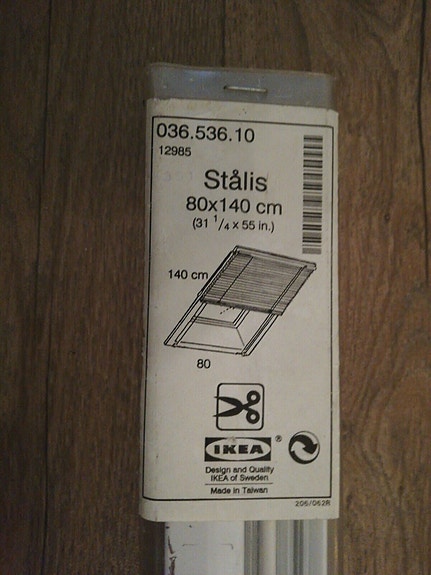 036.536.10
12985
Stålis
80x140 cm
(31 1/4 x 55 in.)
140 cm
80
IKEA®
Design and Quality
IKEA of Sweden
Made in Taiwan
206/062R